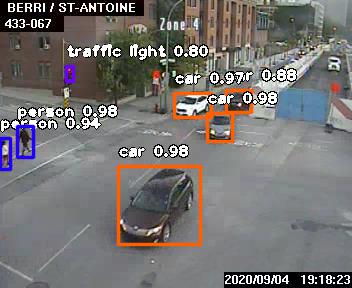 BERRI / ST-ANTOINE
433-067
Zone 4
traffic light 0.80
car 0.97
r 0.88
car 0.98
person 0.98
person 0.94
car 0.98
2020/09/04 19:18:23